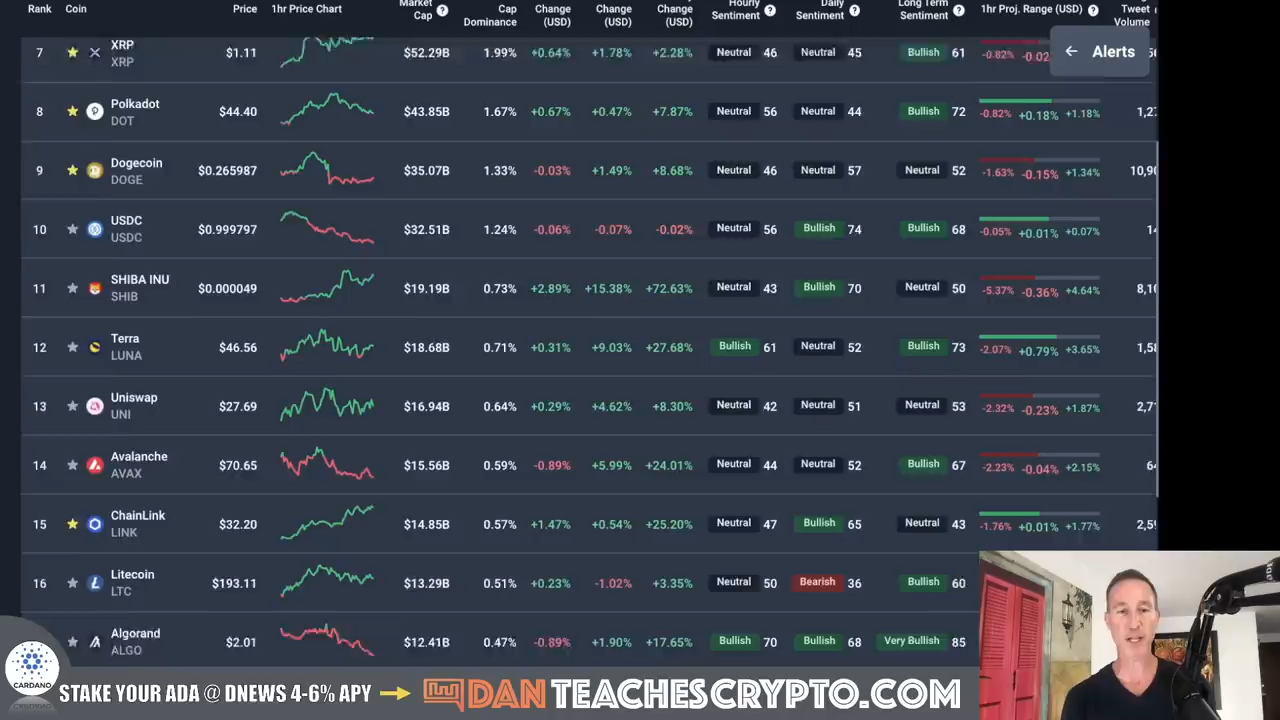 Rank Coin Price 1hr Price Chart Market Cap ? Cap Dominance Change (USD) Change (USD) Change (USD) Hourly Sentiment ? Daily Sentiment ? Long Term Sentiment ? 1hr Proj. Range (USD) ? Tweet Volume
← Alerts
7 XRP XRP $1.11 $52.29B 1.99% +0.64% +1.78% +2.28% Neutral 46 Neutral 45 Bullish 61 -0.82%
8 Polkadot DOT $44.40 $43.85B 1.67% +0.67% +0.47% +7.87% Neutral 56 Neutral 44 Bullish 72 -0.82% +0.18% +1.18%
9 Dogecoin DOGE $0.265987 $35.07B 1.33% -0.03% +1.49% +8.68% Neutral 46 Neutral 57 Neutral 52 -1.63% -0.15% +1.34%
10 USDC USDC $0.999797 $32.51B 1.24% -0.06% -0.07% -0.02% Neutral 56 Bullish 74 Bullish 68 -0.05% +0.01% +0.07%
11 SHIBA INU SHIB $0.000049 $19.19B 0.73% +2.89% +15.38% +72.63% Neutral 43 Bullish 70 Neutral 50 -5.37% -0.36% +4.64%
12 Terra LUNA $46.56 $18.68B 0.71% +0.31% +9.03% +27.68% Bullish 61 Neutral 52 Bullish 73 -2.07% +0.79% +3.65%
13 Uniswap UNI $27.69 $16.94B 0.64% +0.29% +4.62% +8.30% Neutral 42 Neutral 51 Neutral 53 -2.32% -0.23% +1.87%
14 Avalanche AVAX $70.65 $15.56B 0.59% -0.89% +5.99% +24.01% Neutral 44 Neutral 52 Bullish 67 -2.23% -0.04% +2.15%
15 ChainLink LINK $32.20 $14.85B 0.57% +1.47% +0.54% +25.20% Neutral 47 Bullish 65 Neutral 43 -1.76% +0.01% +1.77%
16 Litecoin LTC $193.11 $13.29B 0.51% +0.23% -1.02% +3.35% Neutral 50 Bearish 36 Bullish 60
Algorand ALGO $2.01 $12.41B 0.47% -0.89% +1.90% +17.65% Bullish 70 Bullish 68 Very Bullish 85
CARDANO
STAKE YOUR ADA @ DNEWS 4-6% APY → DAN TEACHESCRYPTO.COM